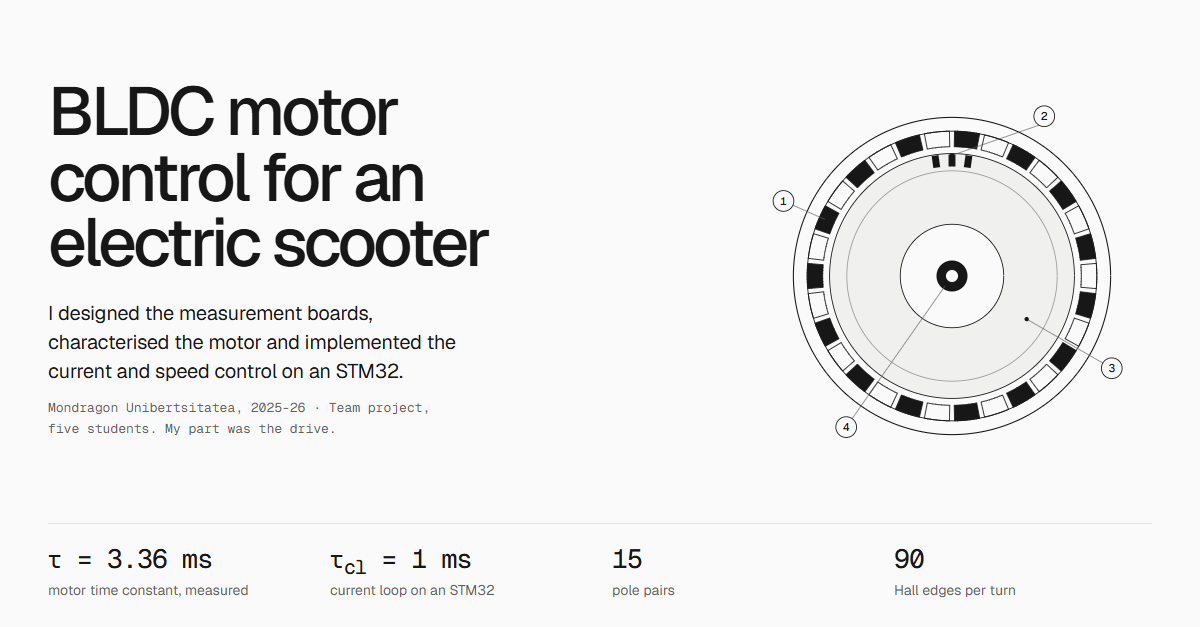 BLDC motor
control for an
electric scooter
I designed the measurement boards,
characterised the motor and implemented the
current and speed control on an STM32.
Mondragon Unibertsitatea, 2025-26 · Team project,
five students. My part was the drive.
2
1
3
4
τ = 3.36 ms
motor time constant, measured
τcl = 1 ms
current loop on an STM32
15
pole pairs
90
Hall edges per turn